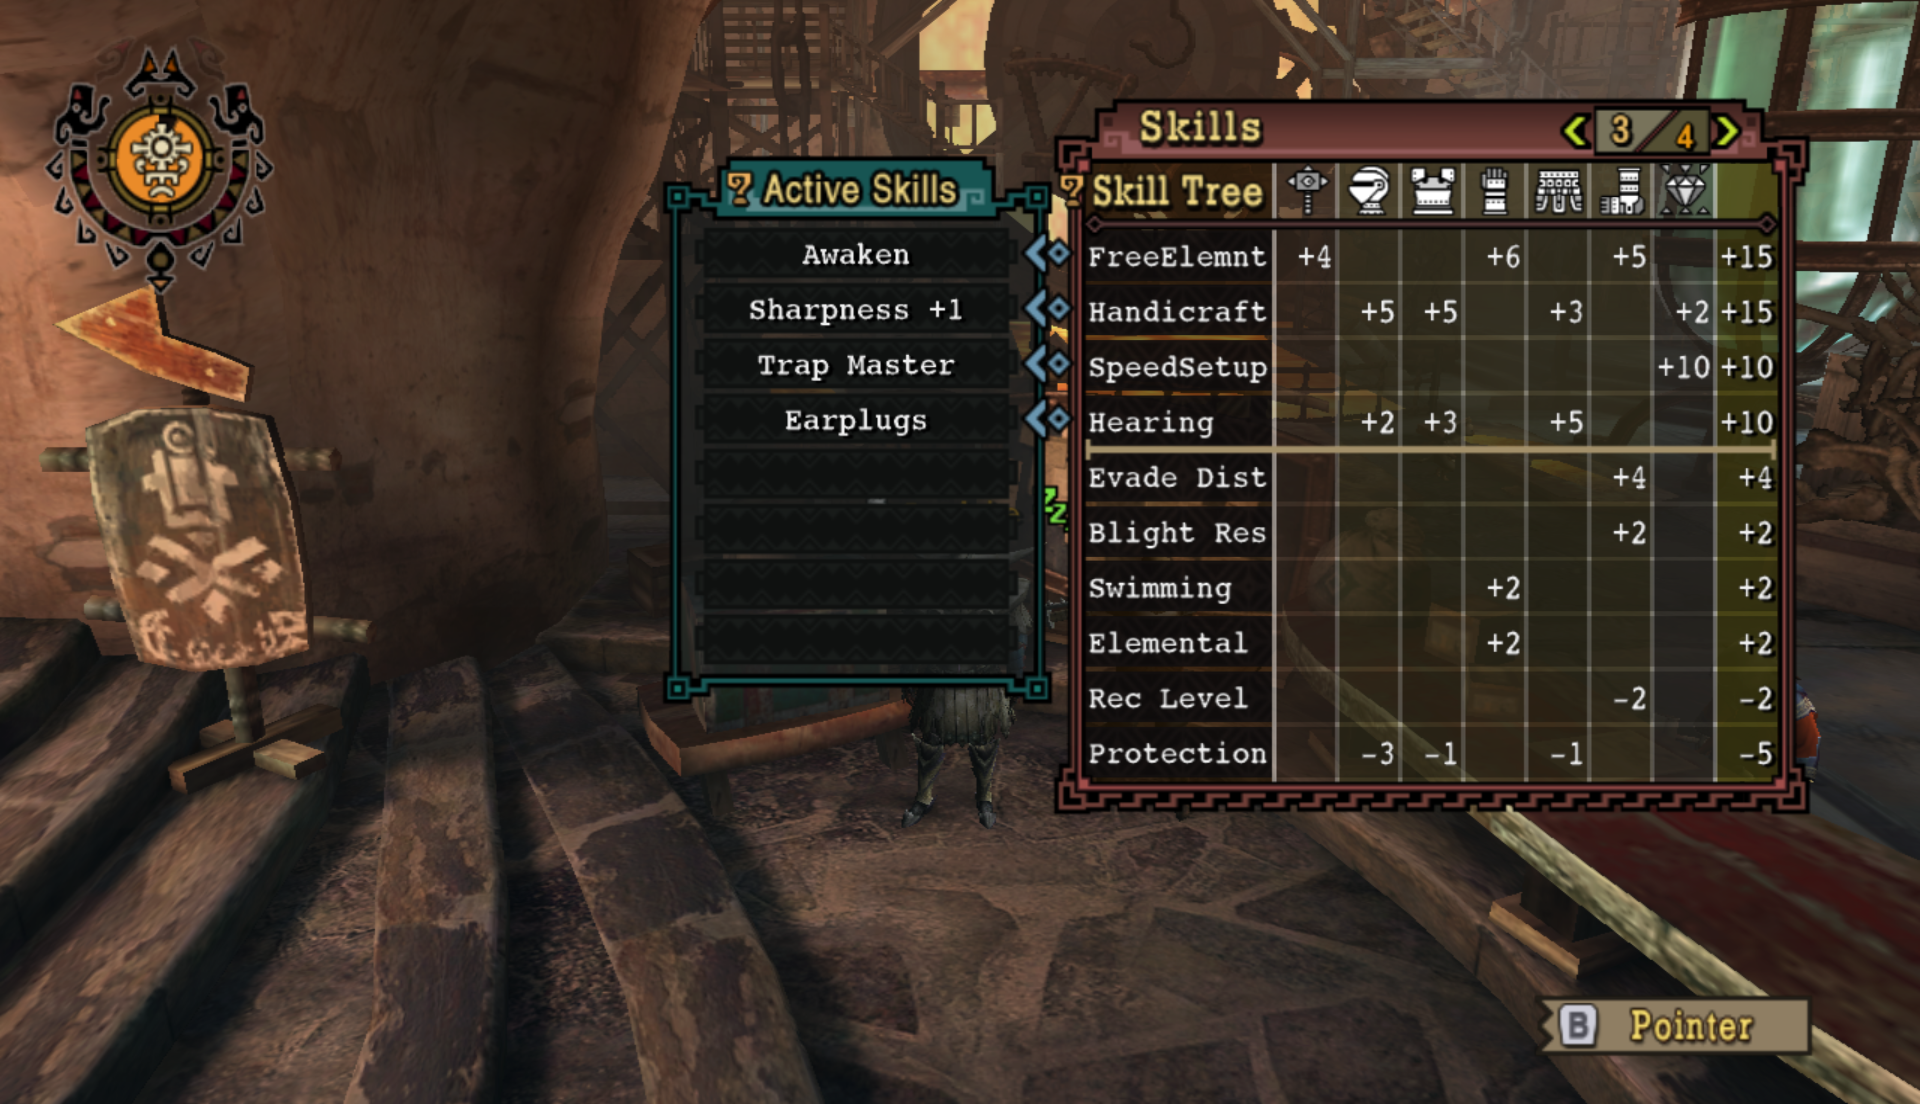 Skills
3/4
? Active Skills
Awaken
Sharpness +1
Trap Master
Earplugs
? Skill Tree
FreeElemnt +4 +6 +5 +15
Handicraft +5 +5 +3 +2 +15
SpeedSetup +10 +10
Hearing +2 +3 +5 +10
Evade Dist +4 +4
Blight Res +2 +2
Swimming +2 +2
Elemental +2 +2
Rec Level -2 -2
Protection -3 -1 -1 -5
B Pointer